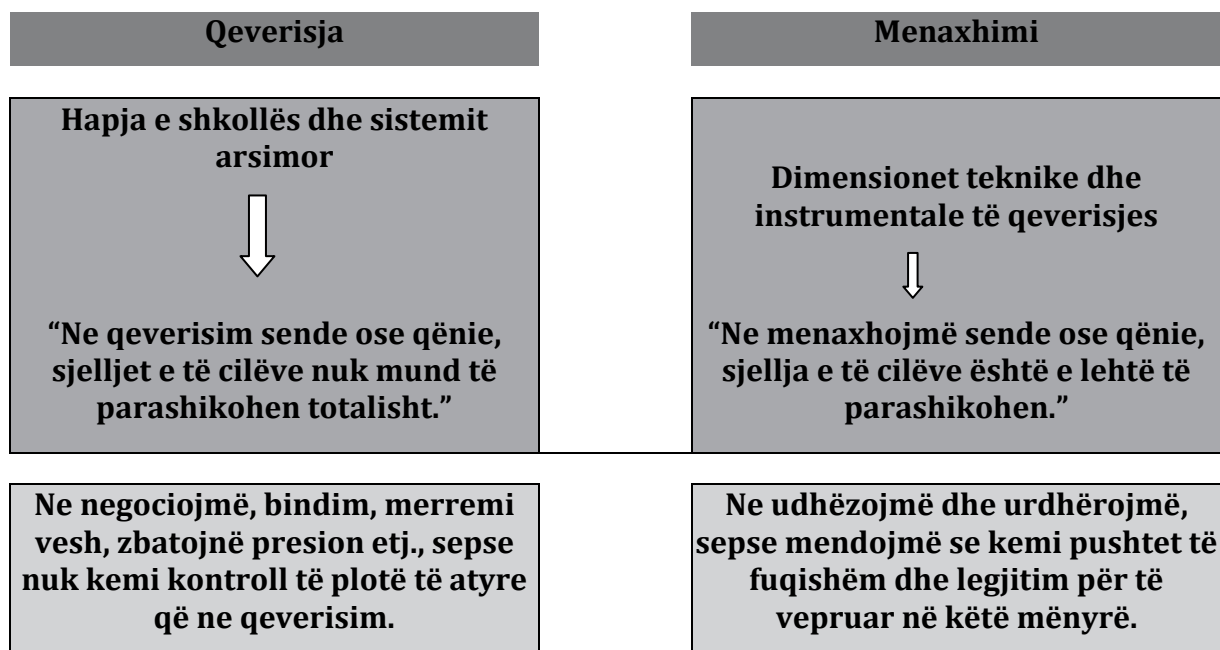 Qeverisja
Hapja e shkollës dhe sistemit
arsimor
“Ne qeverisim sende ose qënie,
sjelljet e të cilëve nuk mund të
parashikohen totalisht.”
Ne negociojmë, bindim, merremi
vesh, zbatojnë presion etj., sepse
nuk kemi kontroll të plotë të atyre
që ne qeverisim.
Menaxhimi
Dimensionet teknike dhe
instrumentale të qeverisjes
“Ne menaxhojmë sende ose qënie,
sjellja e të cilëve është e lehtë të
parashikohen.”
Ne udhëzojmë dhe urdhërojmë,
sepse mendojmë se kemi pushtet të
fuqishëm dhe legjitim për të
vepruar në këtë mënyrë.